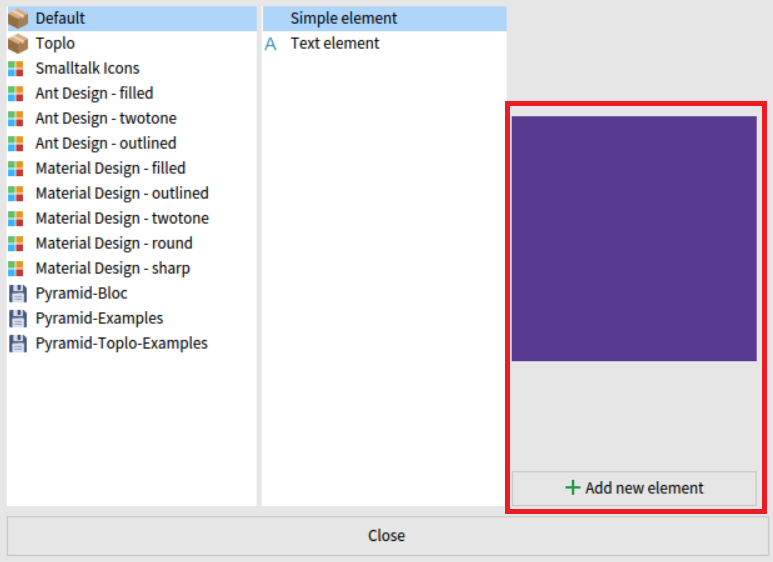 Default
Toplo
Smalltalk Icons
Ant Design - filled
Ant Design - twotone
Ant Design - outlined
Material Design - filled
Material Design - outlined
Material Design - twotone
Material Design - round
Material Design - sharp
Pyramid-Bloc
Pyramid-Examples
Pyramid-Toplo-Examples
Simple element
A Text element
Add new element
Close